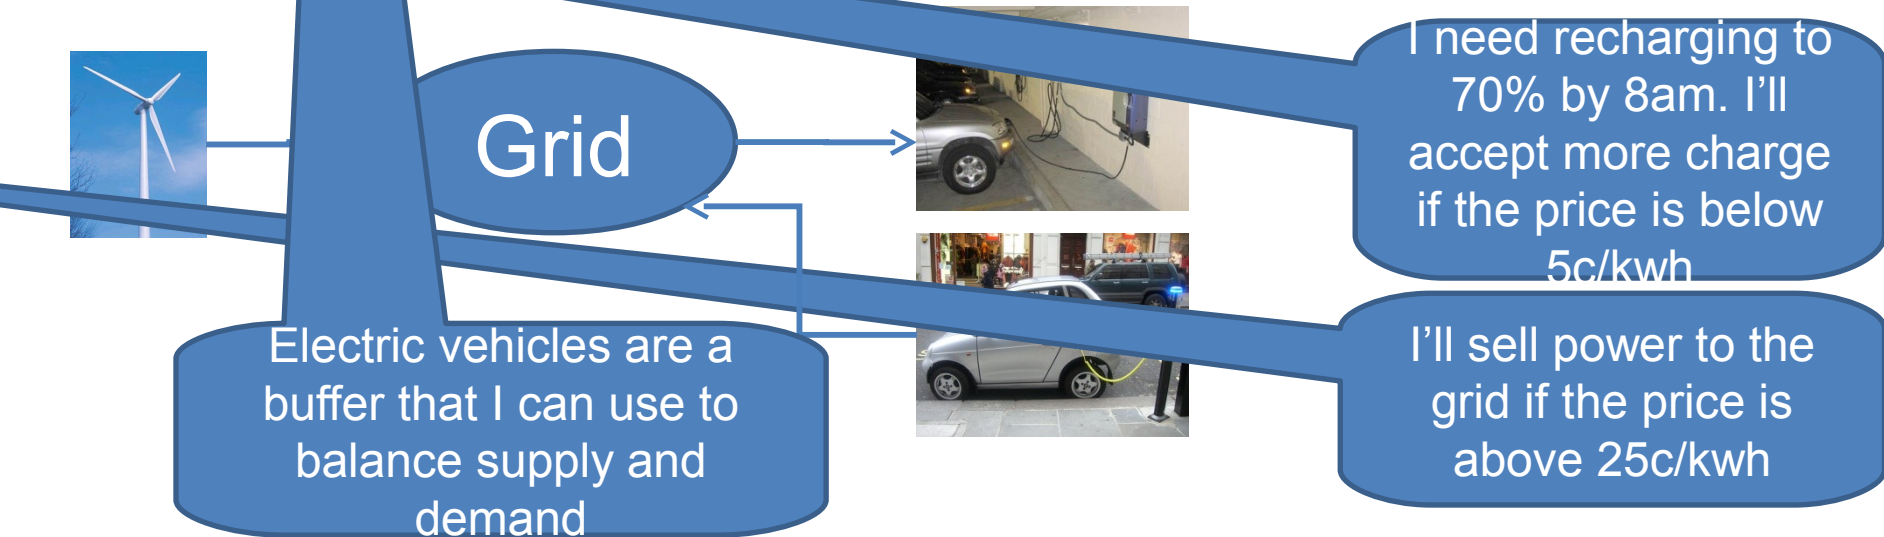 Grid
I need recharging to
70% by 8am. I’ll
accept more charge
if the price is below
5c/kwh
Electric vehicles are a
buffer that I can use to
balance supply and
demand
I’ll sell power to the
grid if the price is
above 25c/kwh